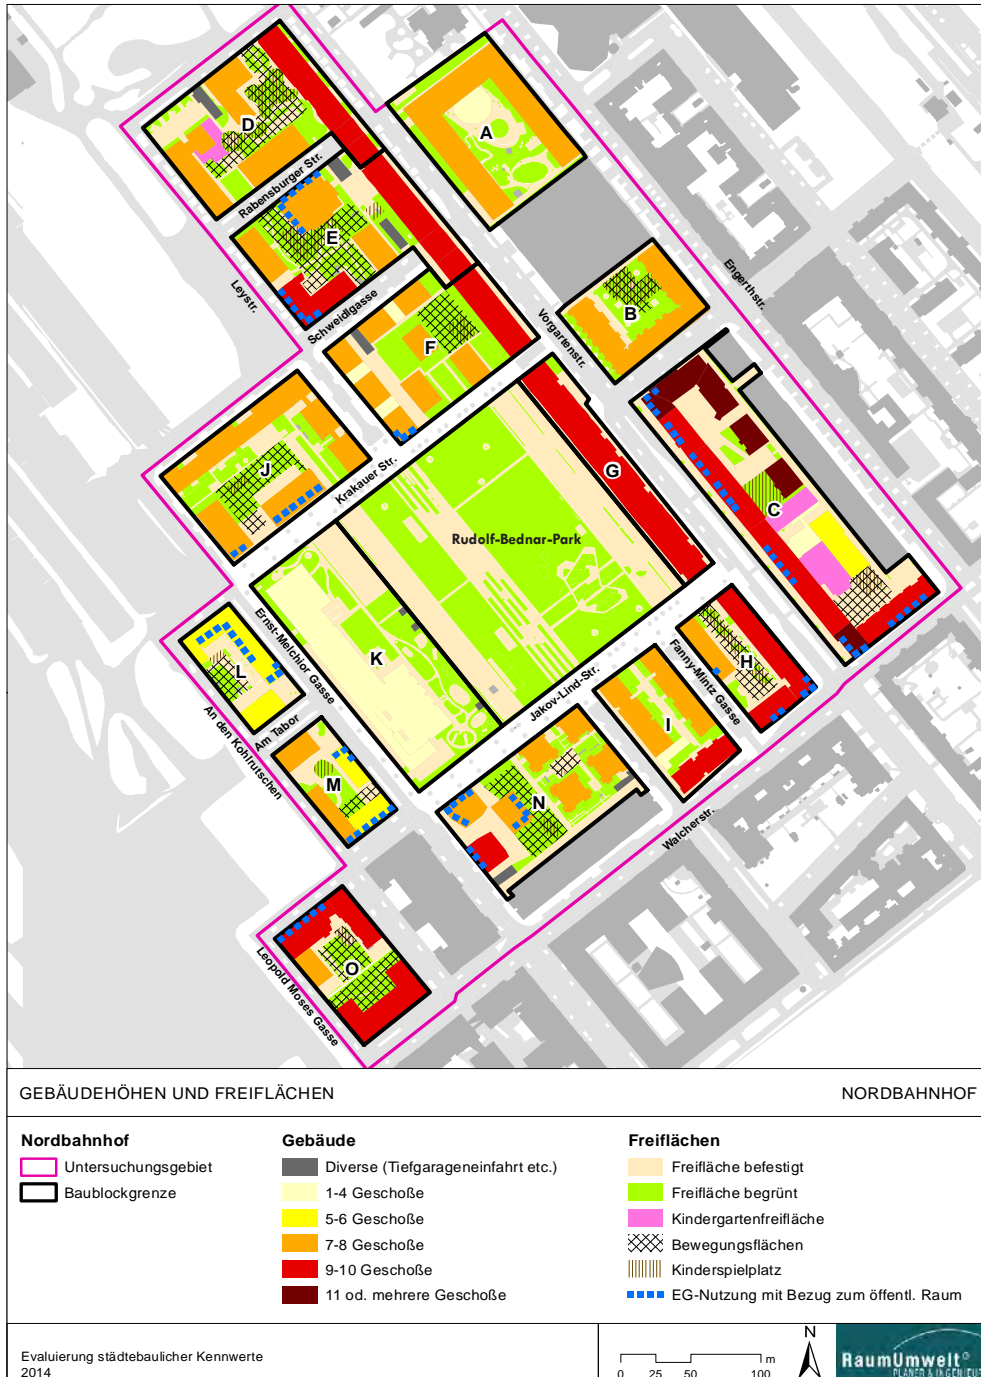 D
A
Rabensburger Str.
E
Leystr.
Schweidlgasse
Engerthstr.
B
Vorgartenstr.
F
J
Krakauer Str.
G
C
Rudolf-Bednar-Park
Ernst-Melchior Gasse
K
L
Jakov-Lind-Str.
Fanny-Mintz Gasse
H
An den Kohlrutschen
Am Tabor
I
M
N
Walcherstr.
O
Leopold Moses Gasse
GEBÄUDEHÖHEN UND FREIFLÄCHEN
NORDBAHNHOF
Nordbahnhof
Untersuchungsgebiet
Baublockgrenze
Gebäude
Diverse (Tiefgarageneinfahrt etc.)
1-4 Geschoße
5-6 Geschoße
7-8 Geschoße
9-10 Geschoße
11 od. mehrere Geschoße
Freiflächen
Freifläche befestigt
Freifläche begrünt
Kindergartenfreifläche
Bewegungsflächen
Kinderspielplatz
EG-Nutzung mit Bezug zum öffentl. Raum
Evaluierung städtebaulicher Kennwerte
2014
m
0 25 50 100
N
RaumUmwelt®
PLANER & INGENIEURE